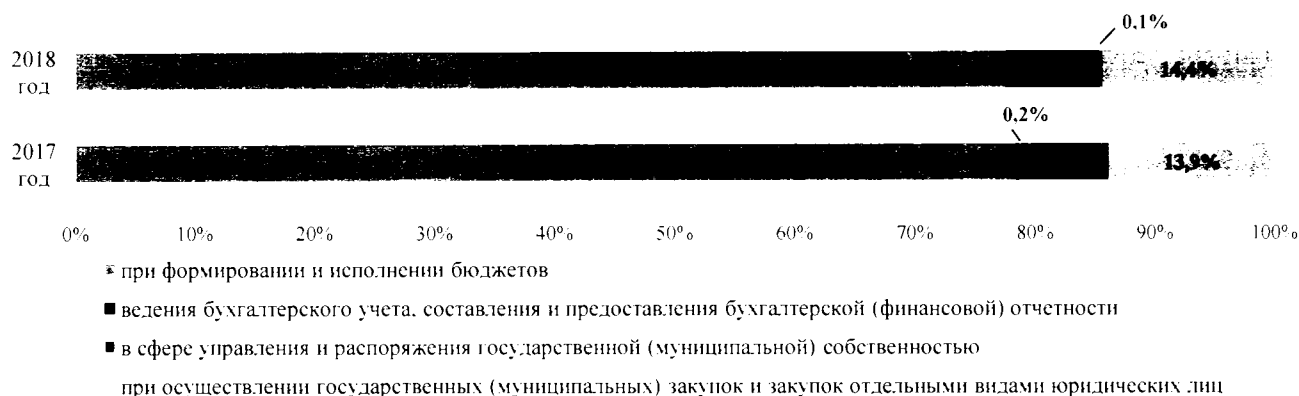 0,1%
2018
год
14,4%
0,2%
2017
год
13,9%
0% 10% 20% 30% 40% 50% 60% 70% 80% 90% 100%
при формировании и исполнении бюджетов
ведения бухгалтерского учета, составления и предоставления бухгалтерской (финансовой) отчетности
в сфере управления и распоряжения государственной (муниципальной) собственностью
при осуществлении государственных (муниципальных) закупок и закупок отдельными видами юридических лиц